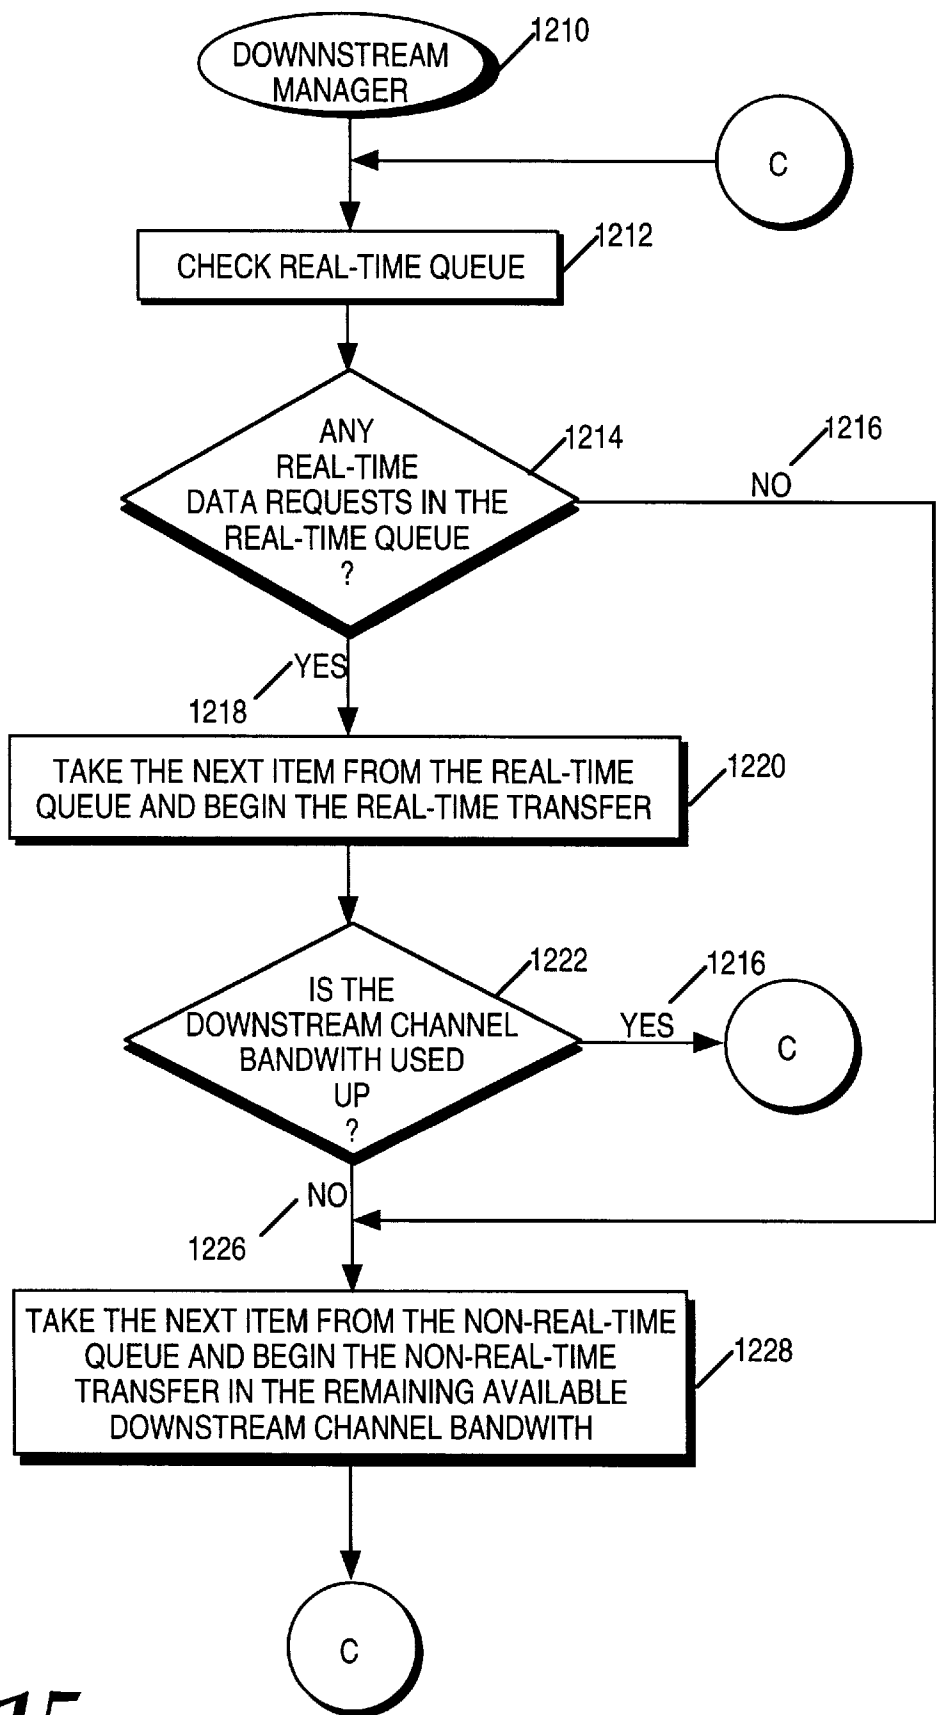 1210
DOWNNSTREAM
MANAGER
C
1212
CHECK REAL-TIME QUEUE
ANY
REAL-TIME
DATA REQUESTS IN THE
REAL-TIME QUEUE
?
1214
1216
NO
YES
1218
TAKE THE NEXT ITEM FROM THE REAL-TIME
QUEUE AND BEGIN THE REAL-TIME TRANSFER
1220
IS THE
DOWNSTREAM CHANNEL
BANDWITH USED
UP
?
1222
1216
YES
C
NO
1226
TAKE THE NEXT ITEM FROM THE NON-REAL-TIME
QUEUE AND BEGIN THE NON-REAL-TIME
TRANSFER IN THE REMAINING AVAILABLE
DOWNSTREAM CHANNEL BANDWITH
1228
C
15